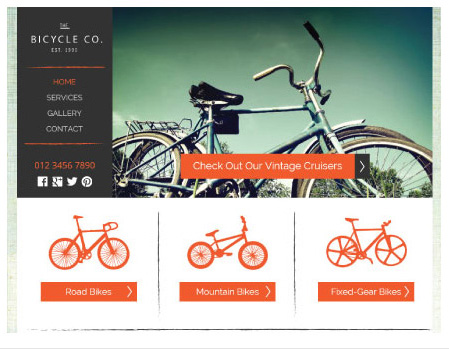 THE
BICYCLE CO.
EST. 1991
HOME
SERVICES
GALLERY
CONTACT
012 3456 7890
Check Out Our Vintage Cruisers
Road Bikes
Mountain Bikes
Fixed-Gear Bikes